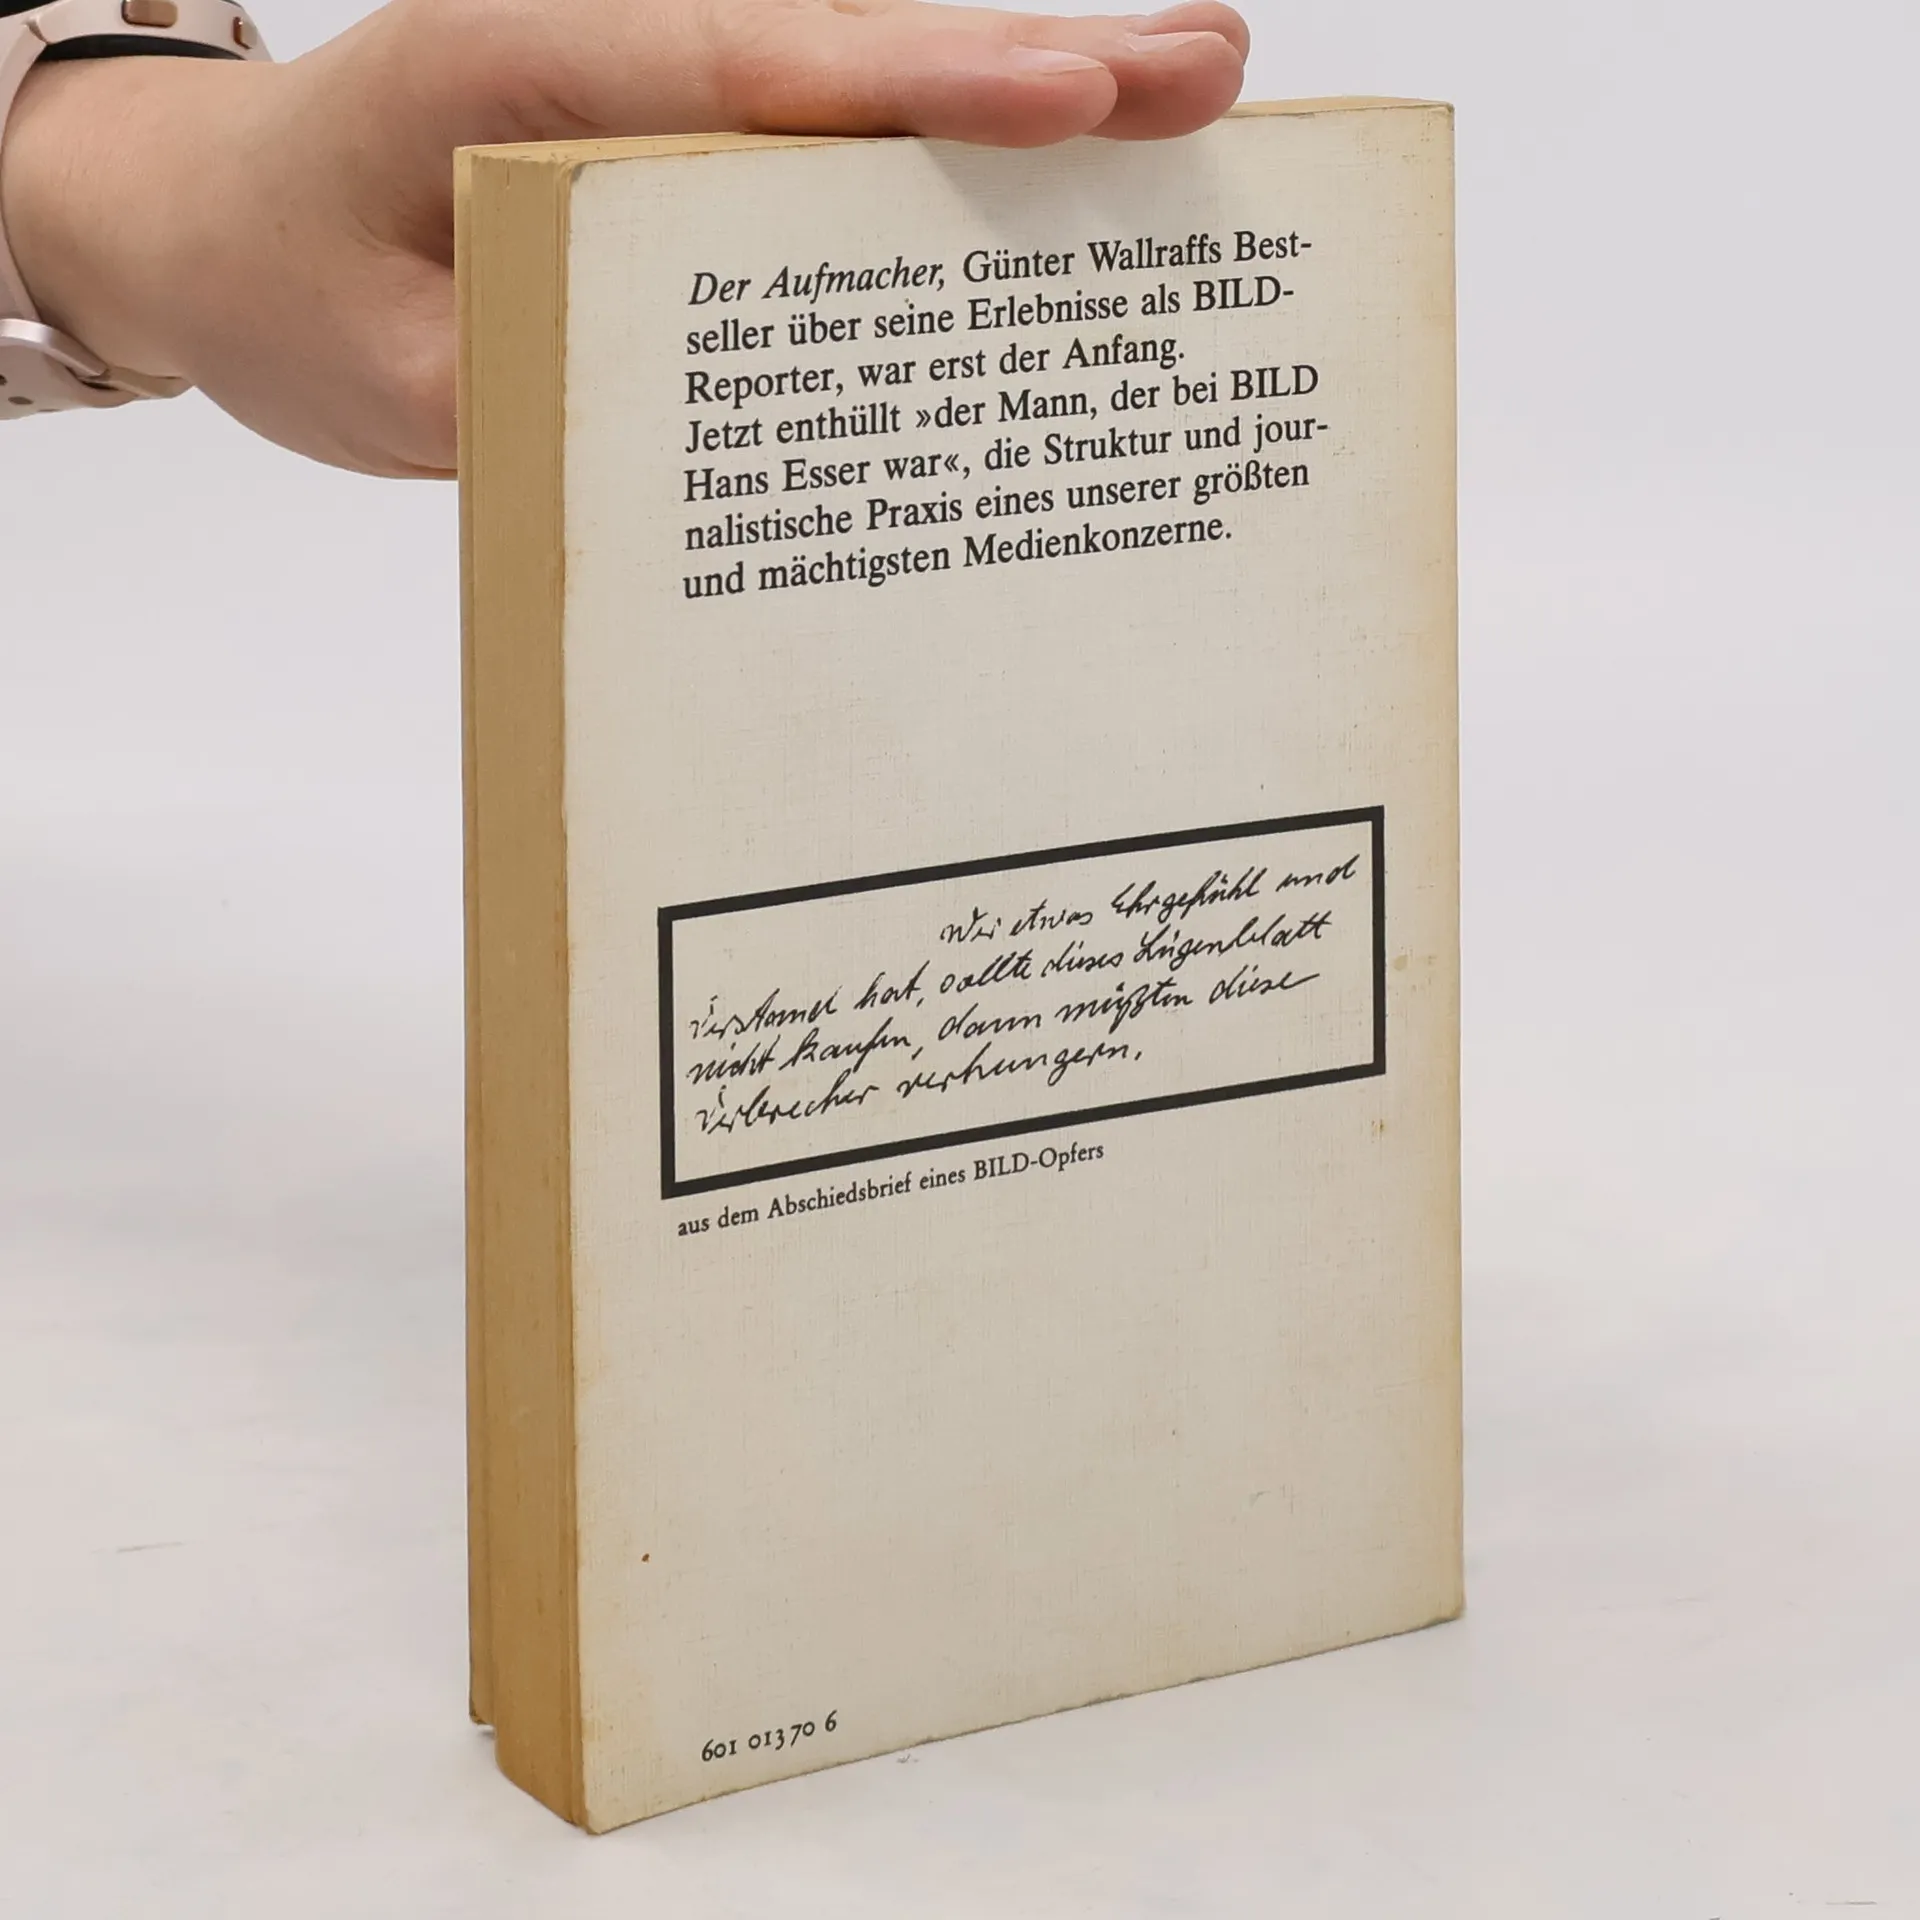 Der Aufmacher, Günter Wallraffs Best-
seller über seine Erlebnisse als BILD-
Reporter, war erst der Anfang.
Jetzt enthüllt »der Mann, der bei BILD
Hans Esser war«, die Struktur und jour-
nalistische Praxis eines unserer größten
und mächtigsten Medienkonzerne.
Wer etwas Ehrgefühl und
Verstand hat, sollte dieses Lügenblatt
nicht kaufen, dann müßten diese
Verbrecher verhungern.
aus dem Abschiedsbrief eines BILD-Opfers
601 01370 6